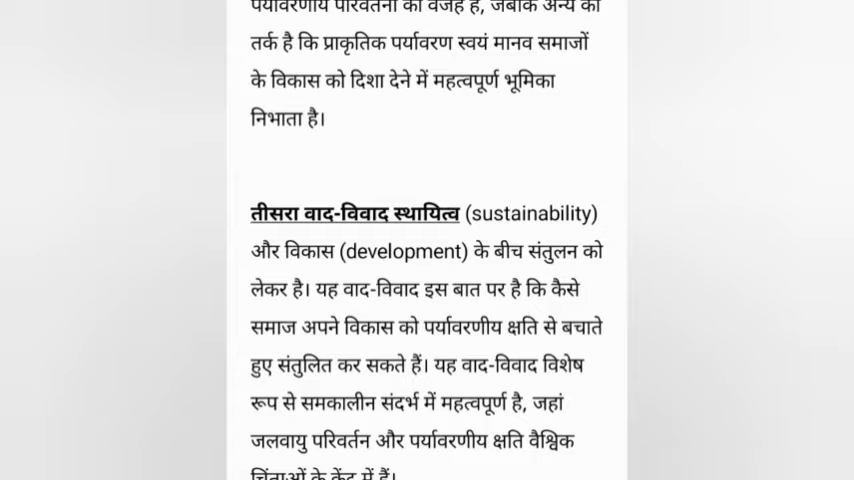 पर्यावरणीय परिवर्तनों की वजह है, जबकि अन्य का
तर्क है कि प्राकृतिक पर्यावरण स्वयं मानव समाजों
के विकास को दिशा देने में महत्वपूर्ण भूमिका
निभाता है।
तीसरा वाद-विवाद स्थायित्व (sustainability)
और विकास (development) के बीच संतुलन को
लेकर है। यह वाद-विवाद इस बात पर है कि कैसे
समाज अपने विकास को पर्यावरणीय क्षति से बचाते
हुए संतुलित कर सकते हैं। यह वाद-विवाद विशेष
रूप से समकालीन संदर्भ में महत्वपूर्ण है, जहां
जलवायु परिवर्तन और पर्यावरणीय क्षति वैश्विक
चिंताओं के केंद्र में हैं।